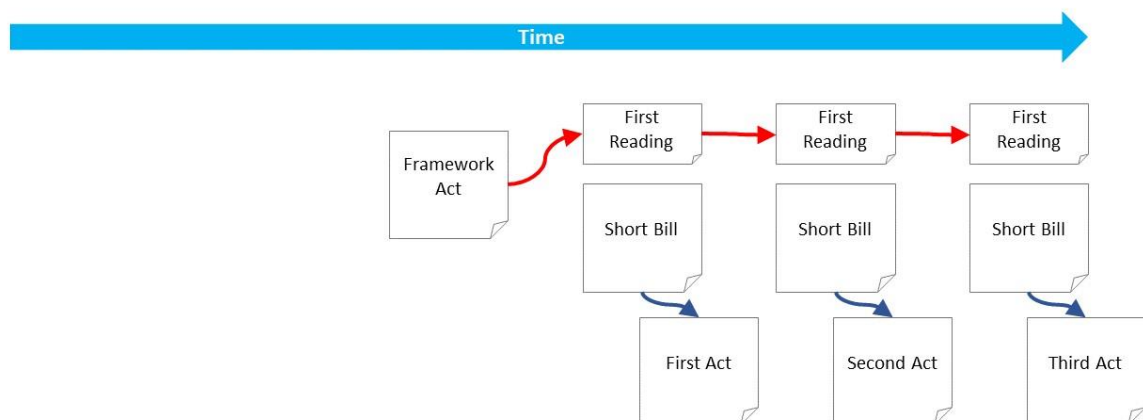 Time
First
Reading
First
Reading
First
Reading
Framework
Act
Short Bill
Short Bill
Short Bill
First Act
Second Act
Third Act